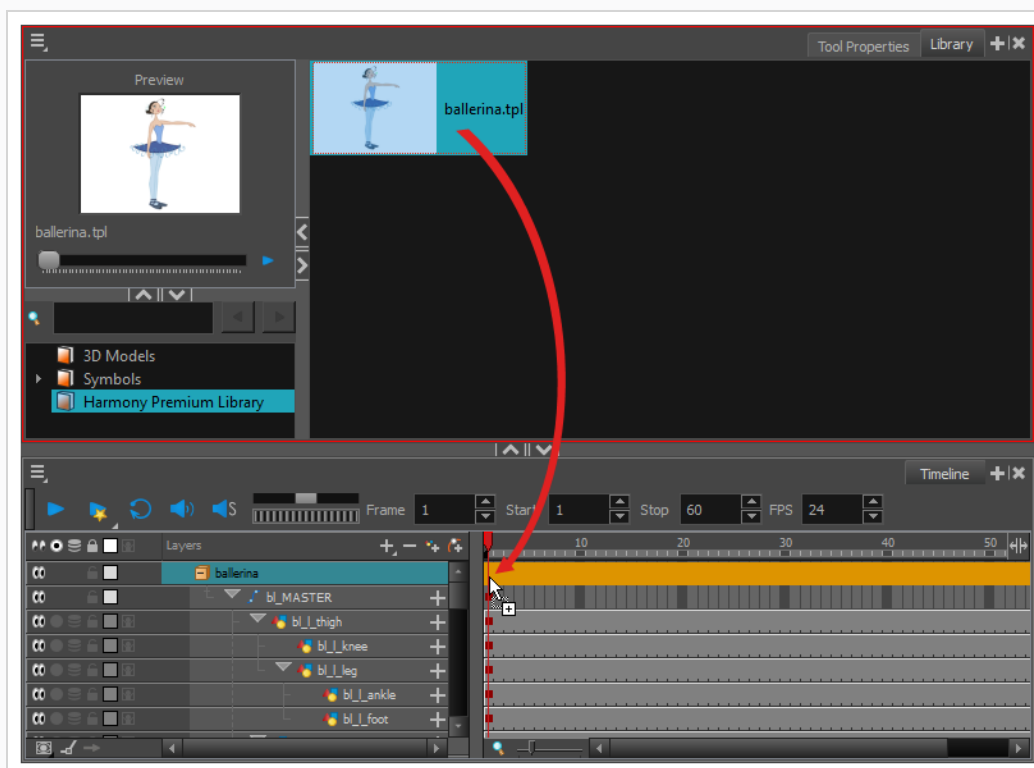 Tool Properties Library
Preview
ballerina.tpl
ballerina.tpl
3D Models
Symbols
Harmony Premium Library
Timeline
S Frame 1 Start 1 Stop 60 FPS 24
Layers 10 20 30 40 50
ballerina
bl_MASTER
bl_l_thigh
bl_l_knee
bl_l_leg
bl_l_ankle
bl_l_foot